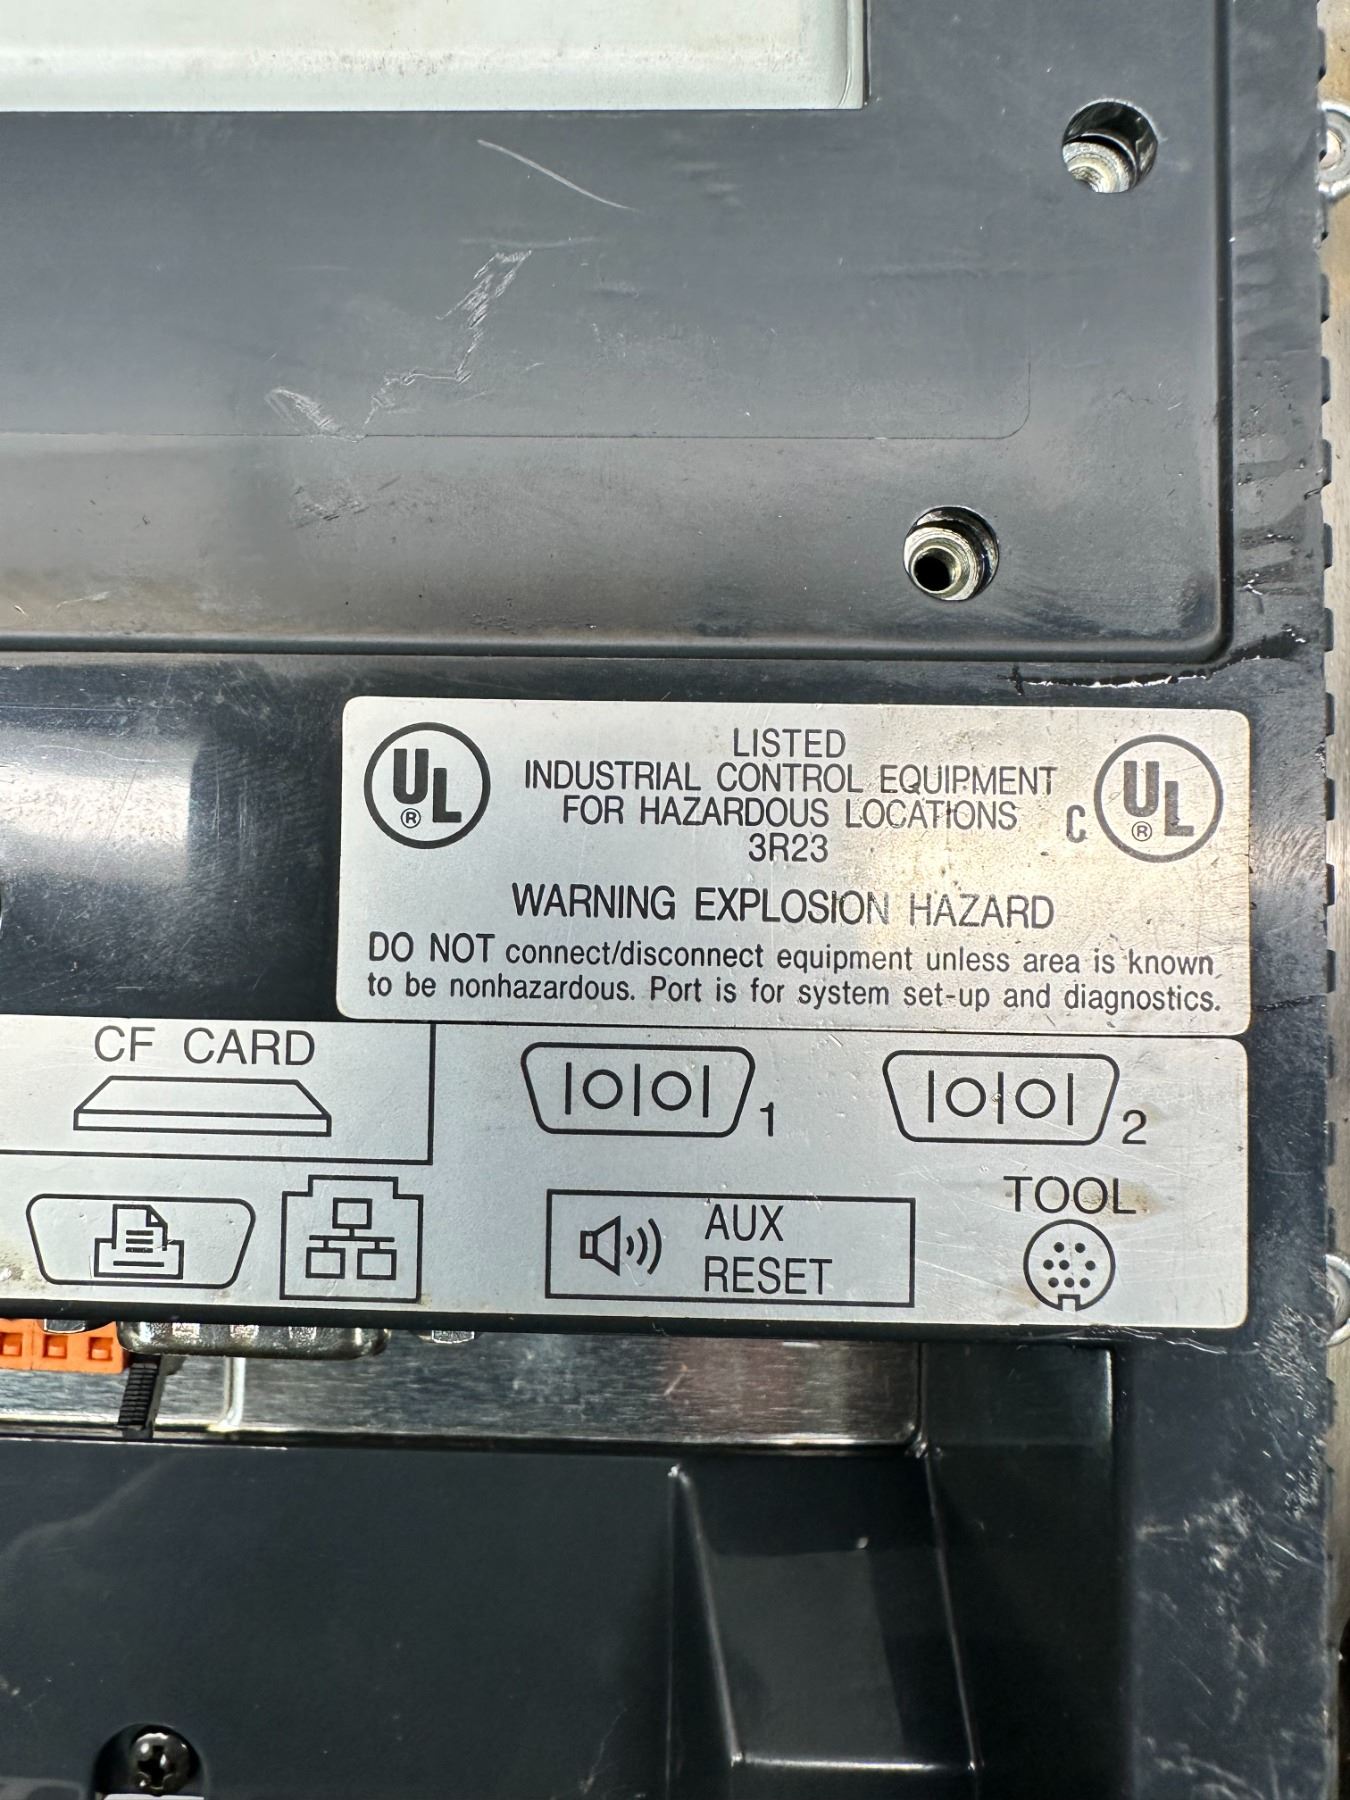 LISTED
INDUSTRIAL CONTROL EQUIPMENT
FOR HAZARDOUS LOCATIONS
3R23
UL ®
C UL ®
WARNING EXPLOSION HAZARD
DO NOT connect/disconnect equipment unless area is known
to be nonhazardous. Port is for system set-up and diagnostics.
CF CARD
|O|O| 1
|O|O| 2
AUX
RESET
TOOL